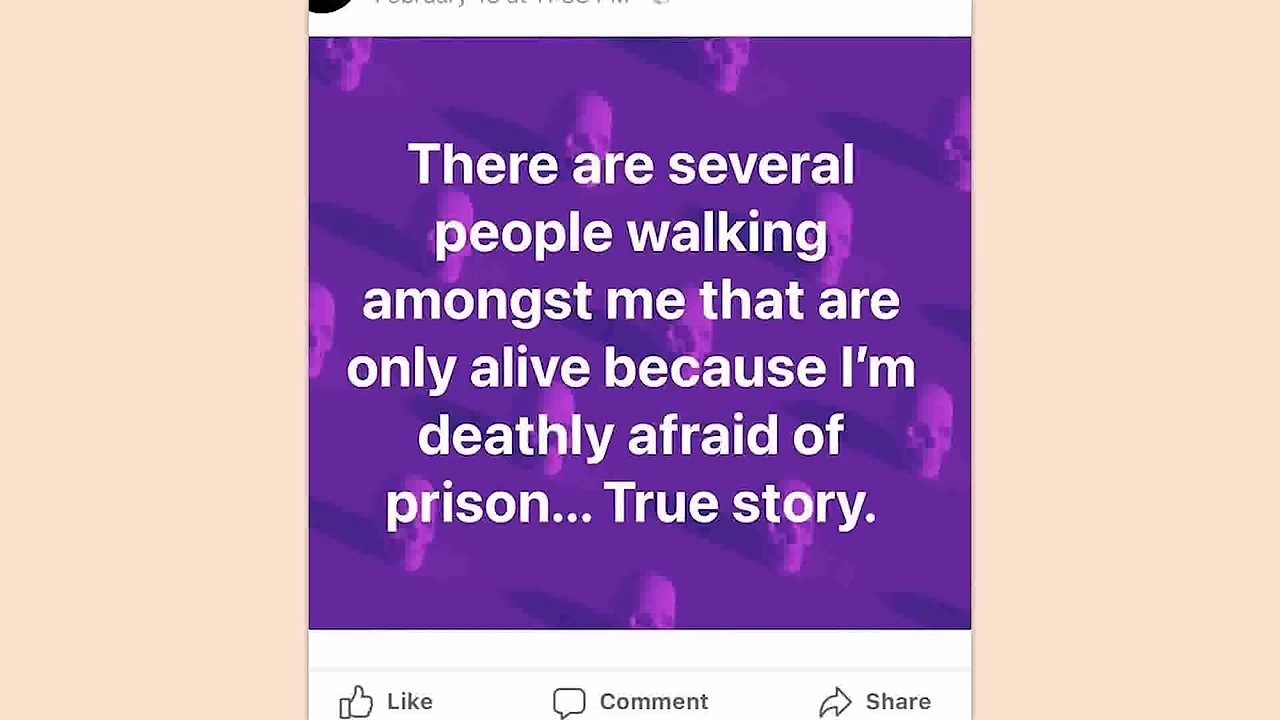 There are several
people walking
amongst me that are
only alive because I’m
deathly afraid of
prison... True story.
Like Comment Share